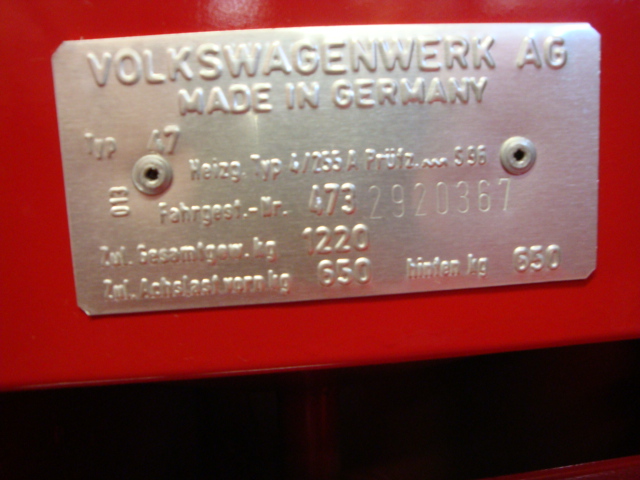 VOLKSWAGENWERK AG
MADE IN GERMANY
Typ 47
Heizg. Typ 4/255 A Prüfz. ~~~ S 96
013
Fahrgest.-Nr. 473 2920367
Zul. Gesamtgew. kg 1220
Zul. Achslast vorn kg 650 hinten kg 650